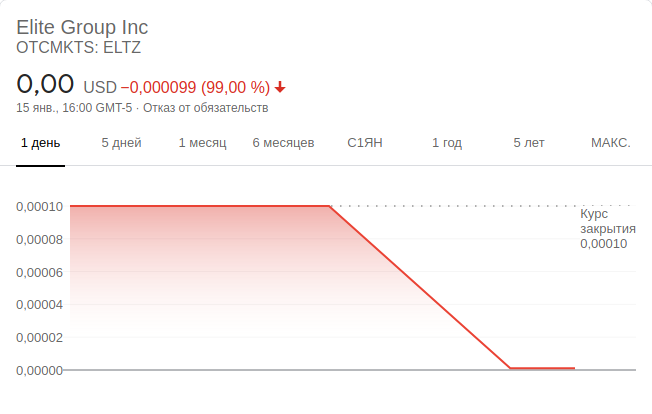 Elite Group Inc
OTCMKTS: ELTZ
0,00 USD −0,000099 (99,00 %)
15 янв., 16:00 GMT-5 · Отказ от обязательств
1 день 5 дней 1 месяц 6 месяцев С1ЯН 1 год 5 лет МАКС.
0,00010
Курс
закрытия
0,00010
0,00008
0,00006
0,00004
0,00002
0,00000